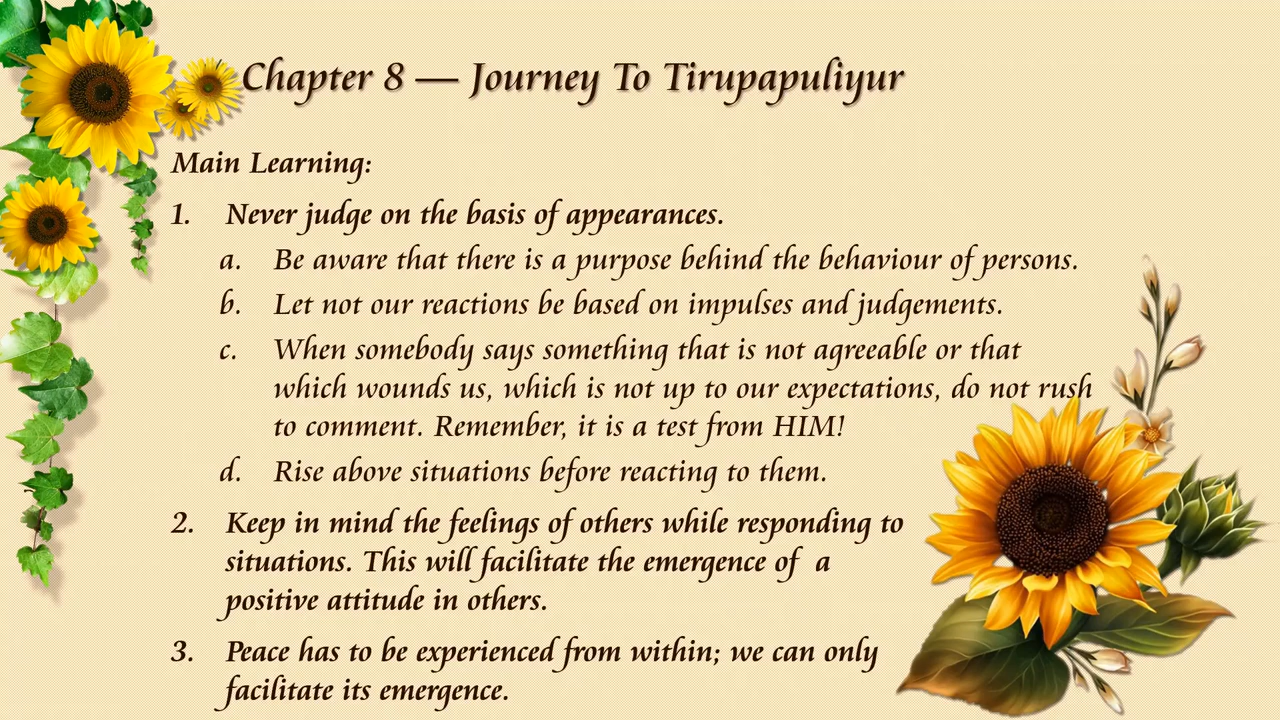 Chapter 8 — Journey To Tirupapuliyur
Main Learning:
1. Never judge on the basis of appearances.
a. Be aware that there is a purpose behind the behaviour of persons.
b. Let not our reactions be based on impulses and judgements.
c. When somebody says something that is not agreeable or that
which wounds us, which is not up to our expectations, do not rush
to comment. Remember, it is a test from HIM!
d. Rise above situations before reacting to them.
2. Keep in mind the feelings of others while responding to
situations. This will facilitate the emergence of a
positive attitude in others.
3. Peace has to be experienced from within; we can only
facilitate its emergence.